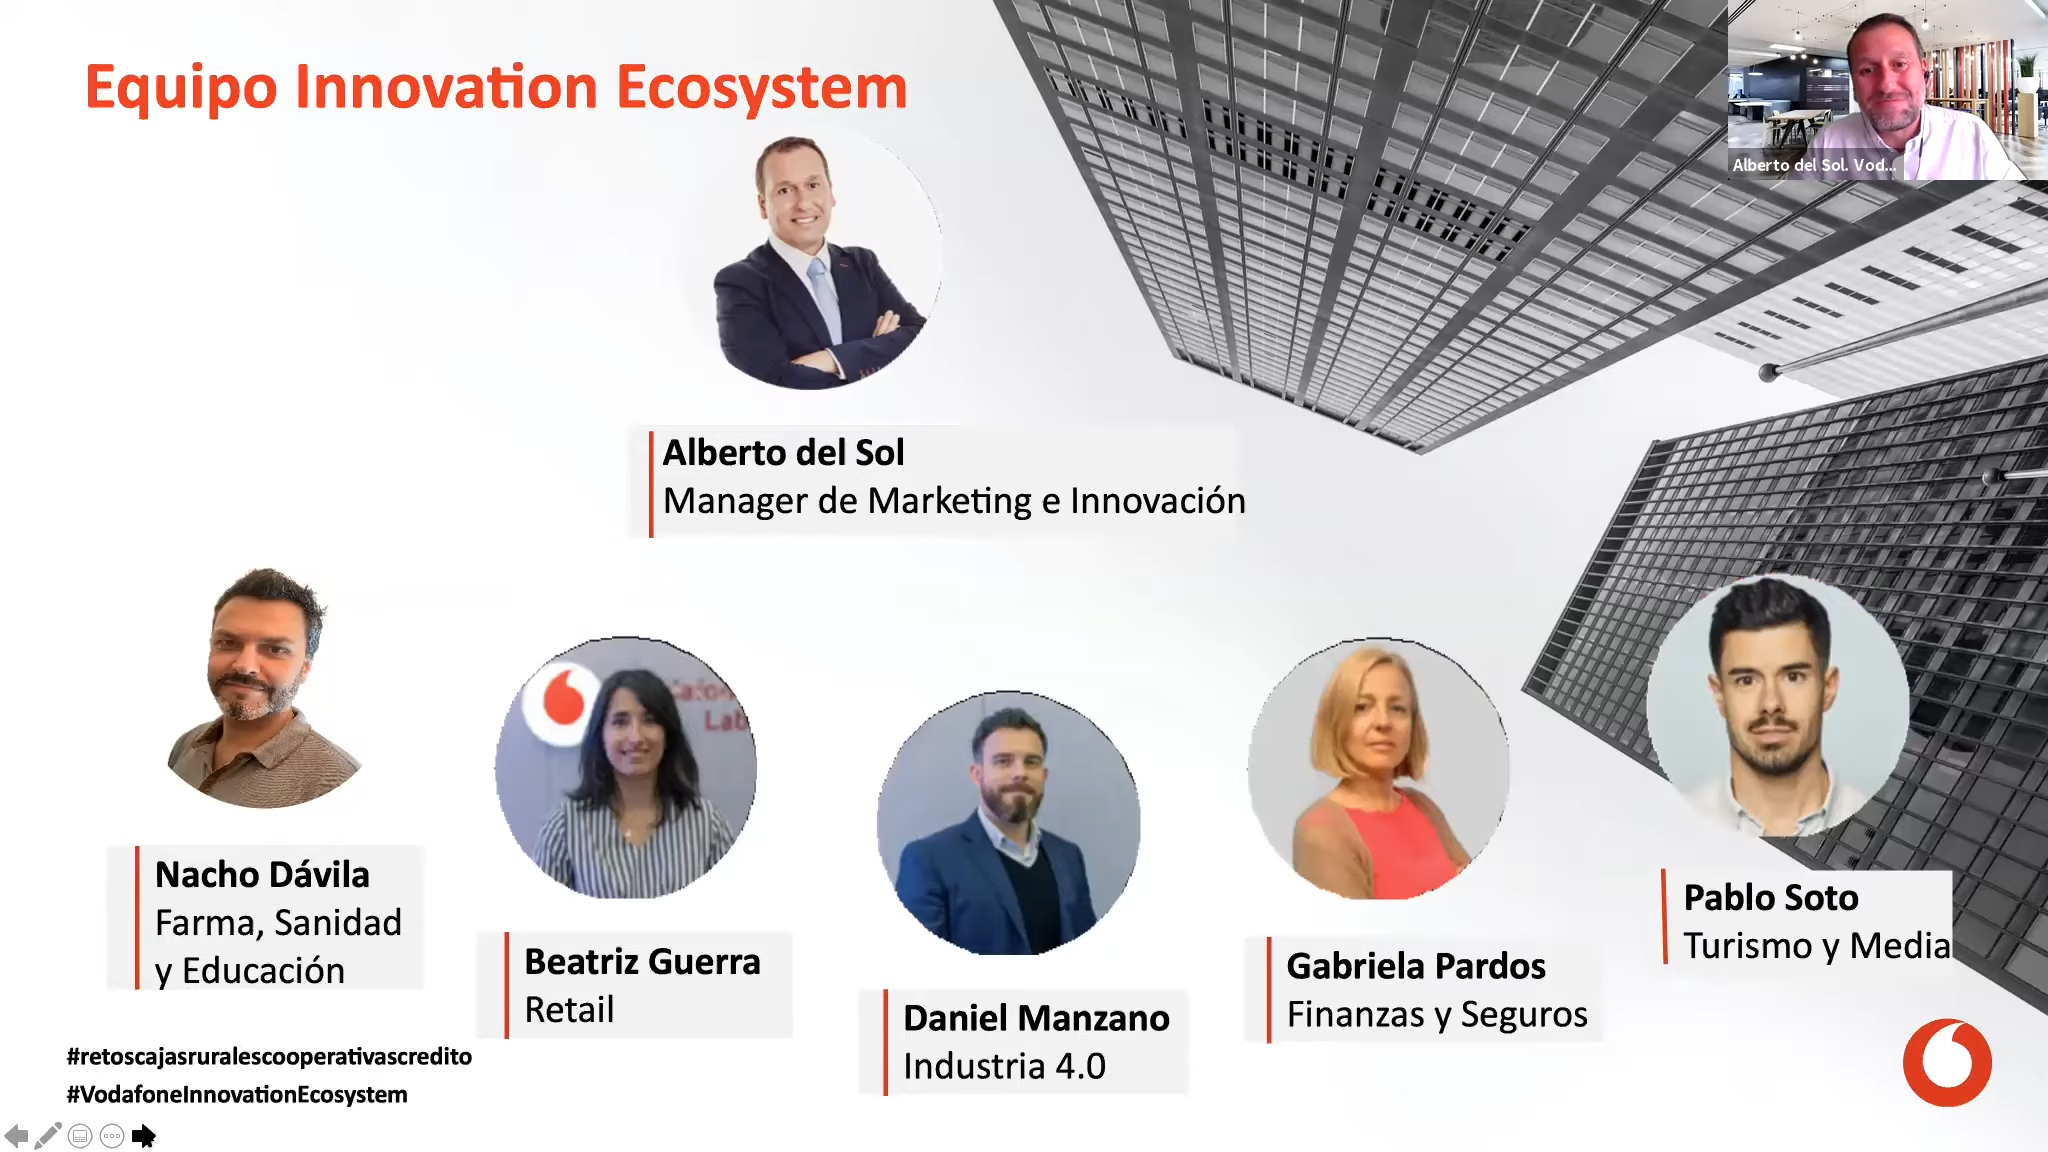 Equipo Innovation Ecosystem
Alberto del Sol. Vod...
Alberto del Sol
Manager de Marketing e Innovación
Nacho Dávila
Farma, Sanidad
y Educación
Beatriz Guerra
Retail
Daniel Manzano
Industria 4.0
Gabriela Pardos
Finanzas y Seguros
Pablo Soto
Turismo y Media
Lab
#retoscajasruralescooperativascredito
#VodafoneInnovationEcosystem